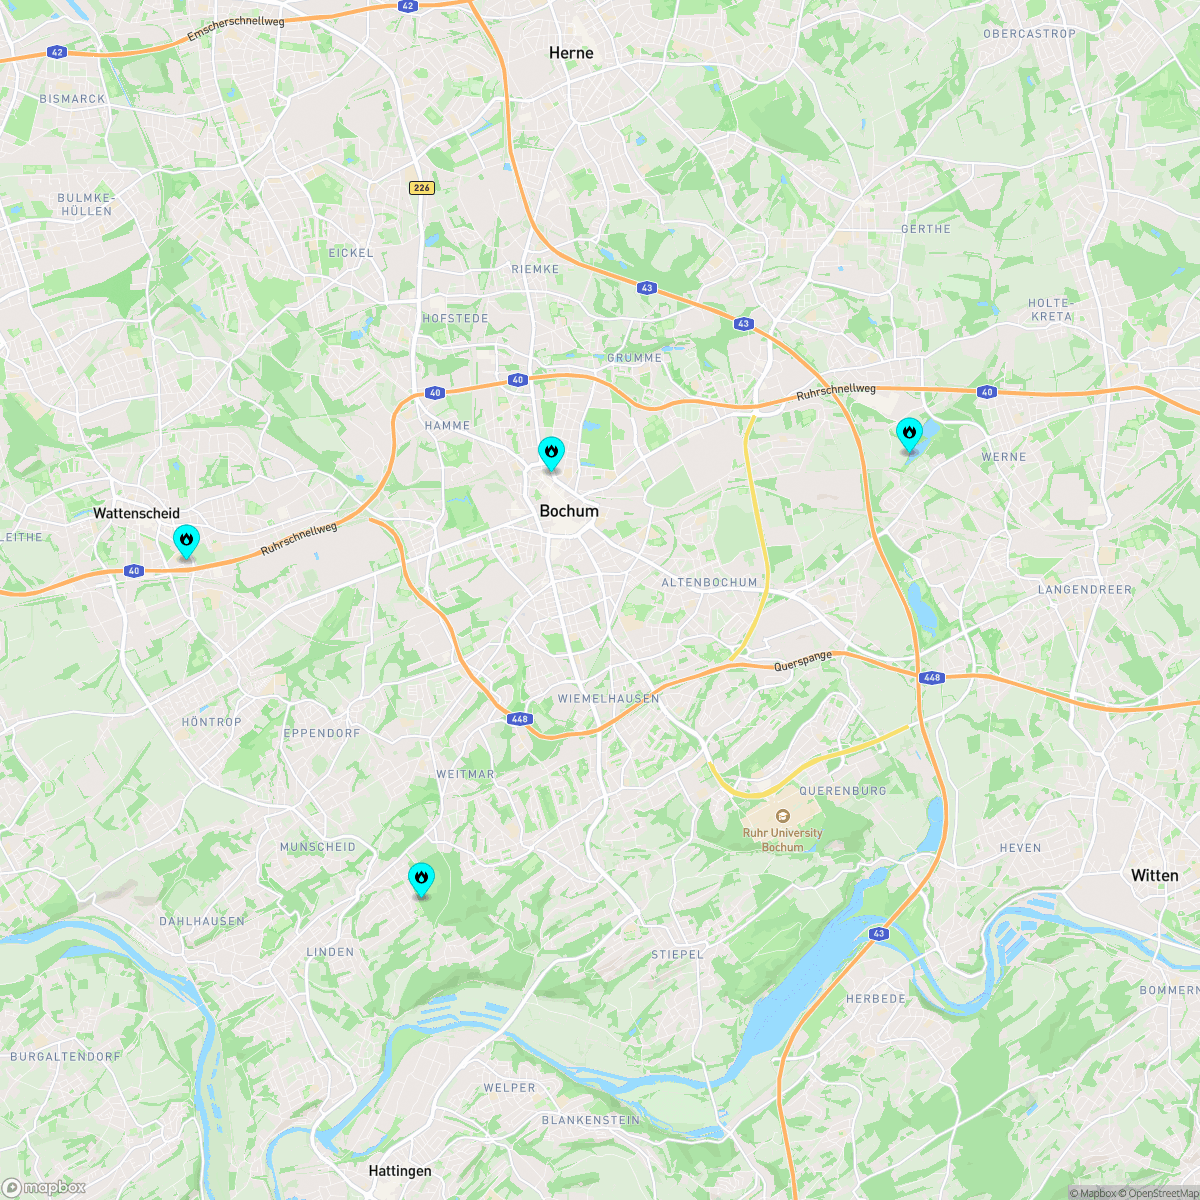 42
Emscherschnellweg
42
Herne
OBERCASTROP
BISMARCK
226
BULMKE-
HÜLLEN
EICKEL
GERTHE
RIEMKE
43
HOLTE-
KRETA
HOFSTEDE
43
GRUMME
40
40
Ruhrschnellweg
40
HAMME
WERNE
Wattenscheid
Bochum
LEITHE
Ruhrschnellweg
40
ALTENBOCHUM
LANGENDREER
Querspange
448
WIEMELHAUSEN
HÖNTROP
448
EPPENDORF
WEITMAR
QUERENBURG
Ruhr University
Bochum
MUNSCHEID
HEVEN
Witten
DAHLHAUSEN
43
LINDEN
STIEPEL
BOMMERN
HERBEDE
BURGALTENDORF
WELPER
BLANKENSTEIN
Hattingen
mapbox
© Mapbox © OpenStreetMap